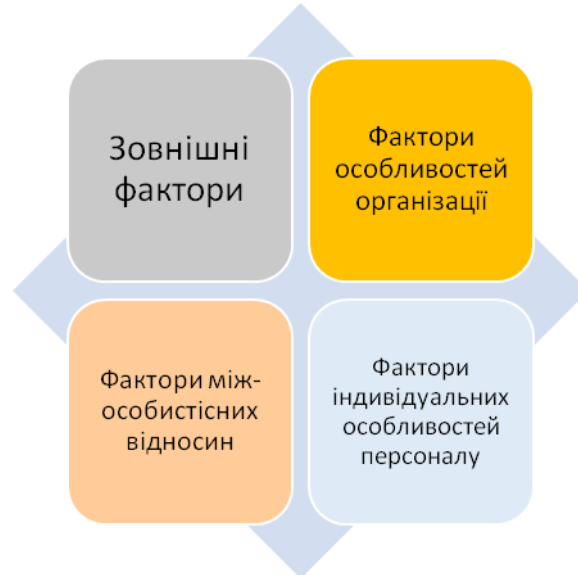 Зовнішні
фактори
Фактори
особливостей
організації
Фактори між-
особистісних
відносин
Фактори
індивідуальних
особливостей
персоналу